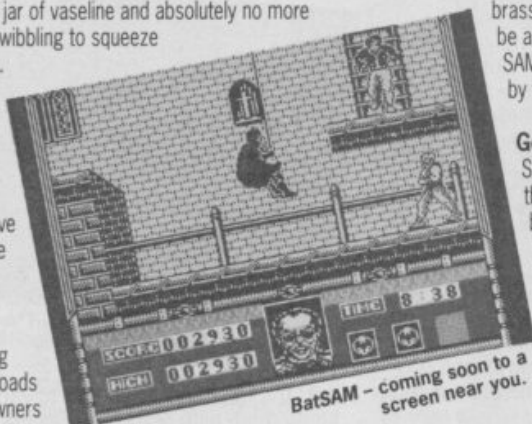 jar of vaseline and absolutely no more
wibbling to squeeze
ve
e
g
oads
wners
SCORE 002930
HIGH 002930
TIME 8:38
BatSAM – coming soon to a
screen near you.
brass
be a
SAM
by
G
S
th